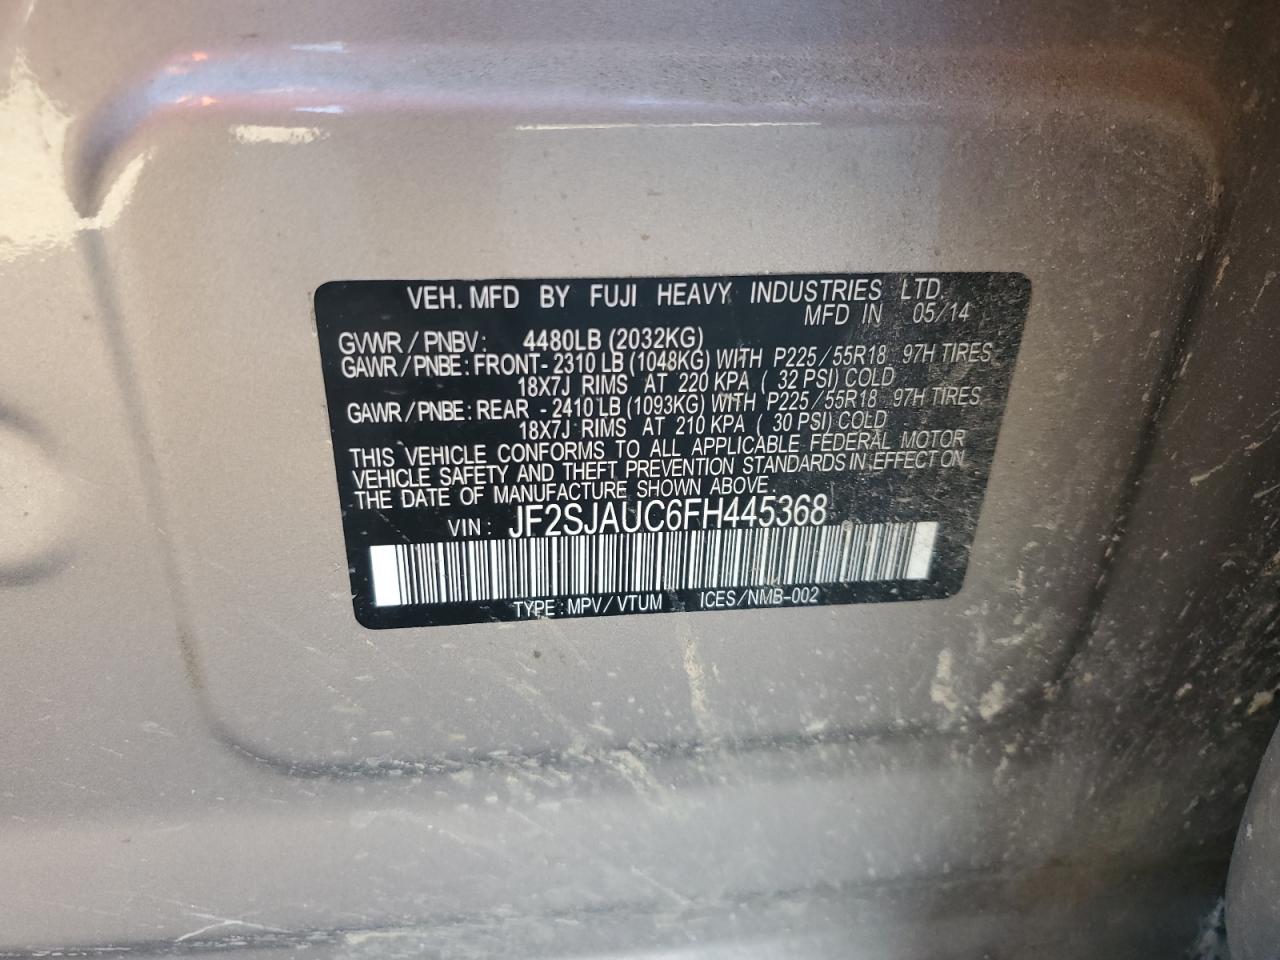 VEH. MFD BY FUJI HEAVY INDUSTRIES LTD.
MFD IN 05/14
GVWR / PNBV: 4480LB (2032KG)
GAWR / PNBE: FRONT- 2310 LB (1048KG) WITH P225/55R18 97H TIRES
18X7J RIMS AT 220 KPA ( 32 PSI) COLD
GAWR / PNBE: REAR - 2410 LB (1093KG) WITH P225/55R18 97H TIRES
18X7J RIMS AT 210 KPA ( 30 PSI) COLD
THIS VEHICLE CONFORMS TO ALL APPLICABLE FEDERAL MOTOR
VEHICLE SAFETY AND THEFT PREVENTION STANDARDS IN EFFECT ON
THE DATE OF MANUFACTURE SHOWN ABOVE.
VIN: JF2SJAUC6FH445368
TYPE: MPV/VTUM ICES/NMB-002